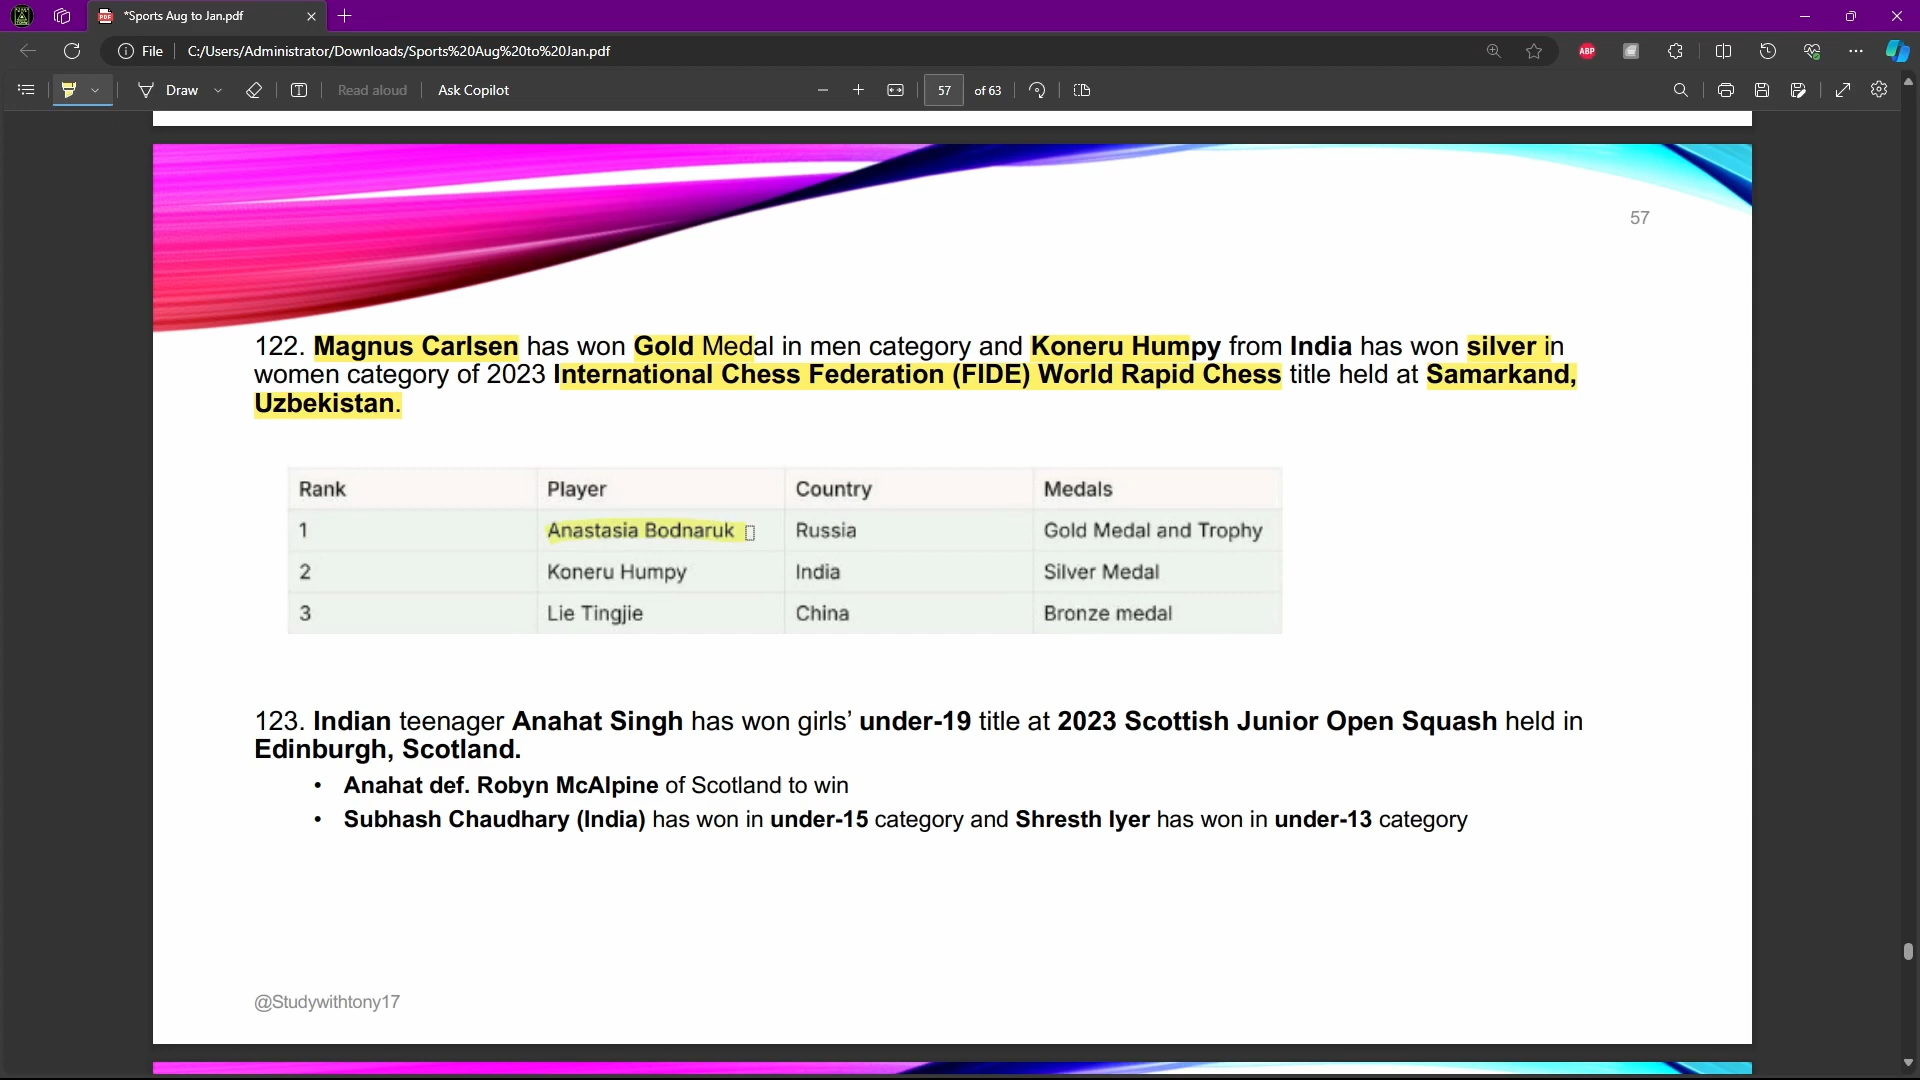 *Sports Aug to Jan.pdf
File
C:/Users/Administrator/Downloads/Sports%20Aug%20to%20Jan.pdf
ABP
Draw
Read aloud
Ask Copilot
57 of 63
57
122. Magnus Carlsen has won Gold Medal in men category and Koneru Humpy from India has won silver in
women category of 2023 International Chess Federation (FIDE) World Rapid Chess title held at Samarkand,
Uzbekistan.
Rank Player Country Medals
1 Anastasia Bodnaruk Russia Gold Medal and Trophy
2 Koneru Humpy India Silver Medal
3 Lie Tingjie China Bronze medal
123. Indian teenager Anahat Singh has won girls’ under-19 title at 2023 Scottish Junior Open Squash held in
Edinburgh, Scotland.
• Anahat def. Robyn McAlpine of Scotland to win
• Subhash Chaudhary (India) has won in under-15 category and Shresth Iyer has won in under-13 category
@Studywithtony17